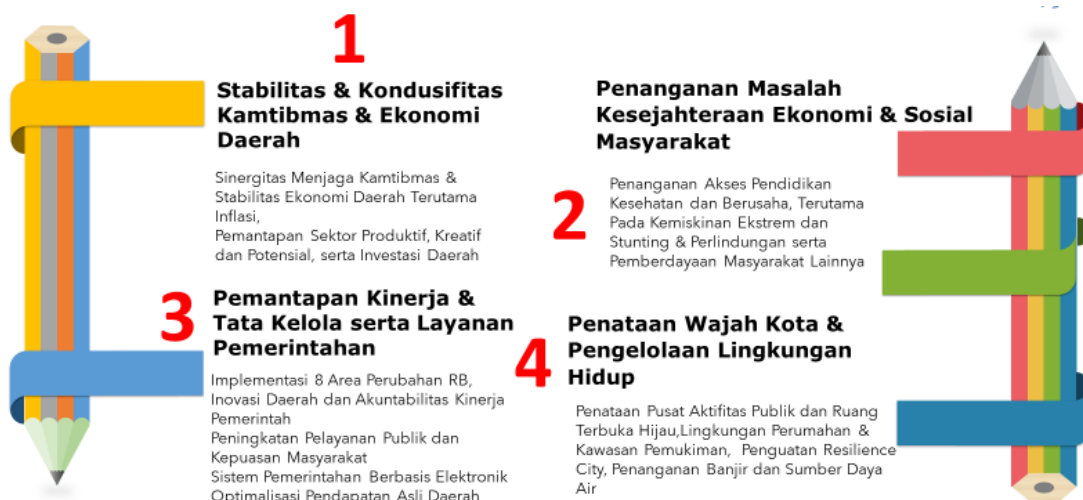 1
Stabilitas & Kondusifitas
Kamtibmas & Ekonomi
Daerah
Sinergitas Menjaga Kamtibmas &
Stabilitas Ekonomi Daerah Terutama
Inflasi,
Pemantapan Sektor Produktif, Kreatif
dan Potensial, serta Investasi Daerah
Penanganan Masalah
Kesejahteraan Ekonomi & Sosial
Masyarakat
2
Penanganan Akses Pendidikan
Kesehatan dan Berusaha, Terutama
Pada Kemiskinan Ekstrem dan
Stunting & Perlindungan serta
Pemberdayaan Masyarakat Lainnya
3
Pemantapan Kinerja &
Tata Kelola serta Layanan
Pemerintahan
Implementasi 8 Area Perubahan RB,
Inovasi Daerah dan Akuntabilitas Kinerja
Pemerintah
Peningkatan Pelayanan Publik dan
Kepuasan Masyarakat
Sistem Pemerintahan Berbasis Elektronik
Optimalisasi Pendapatan Asli Daerah
4
Penataan Wajah Kota &
Pengelolaan Lingkungan
Hidup
Penataan Pusat Aktifitas Publik dan Ruang
Terbuka Hijau,Lingkungan Perumahan &
Kawasan Pemukiman, Penguatan Resilience
City, Penanganan Banjir dan Sumber Daya
Air